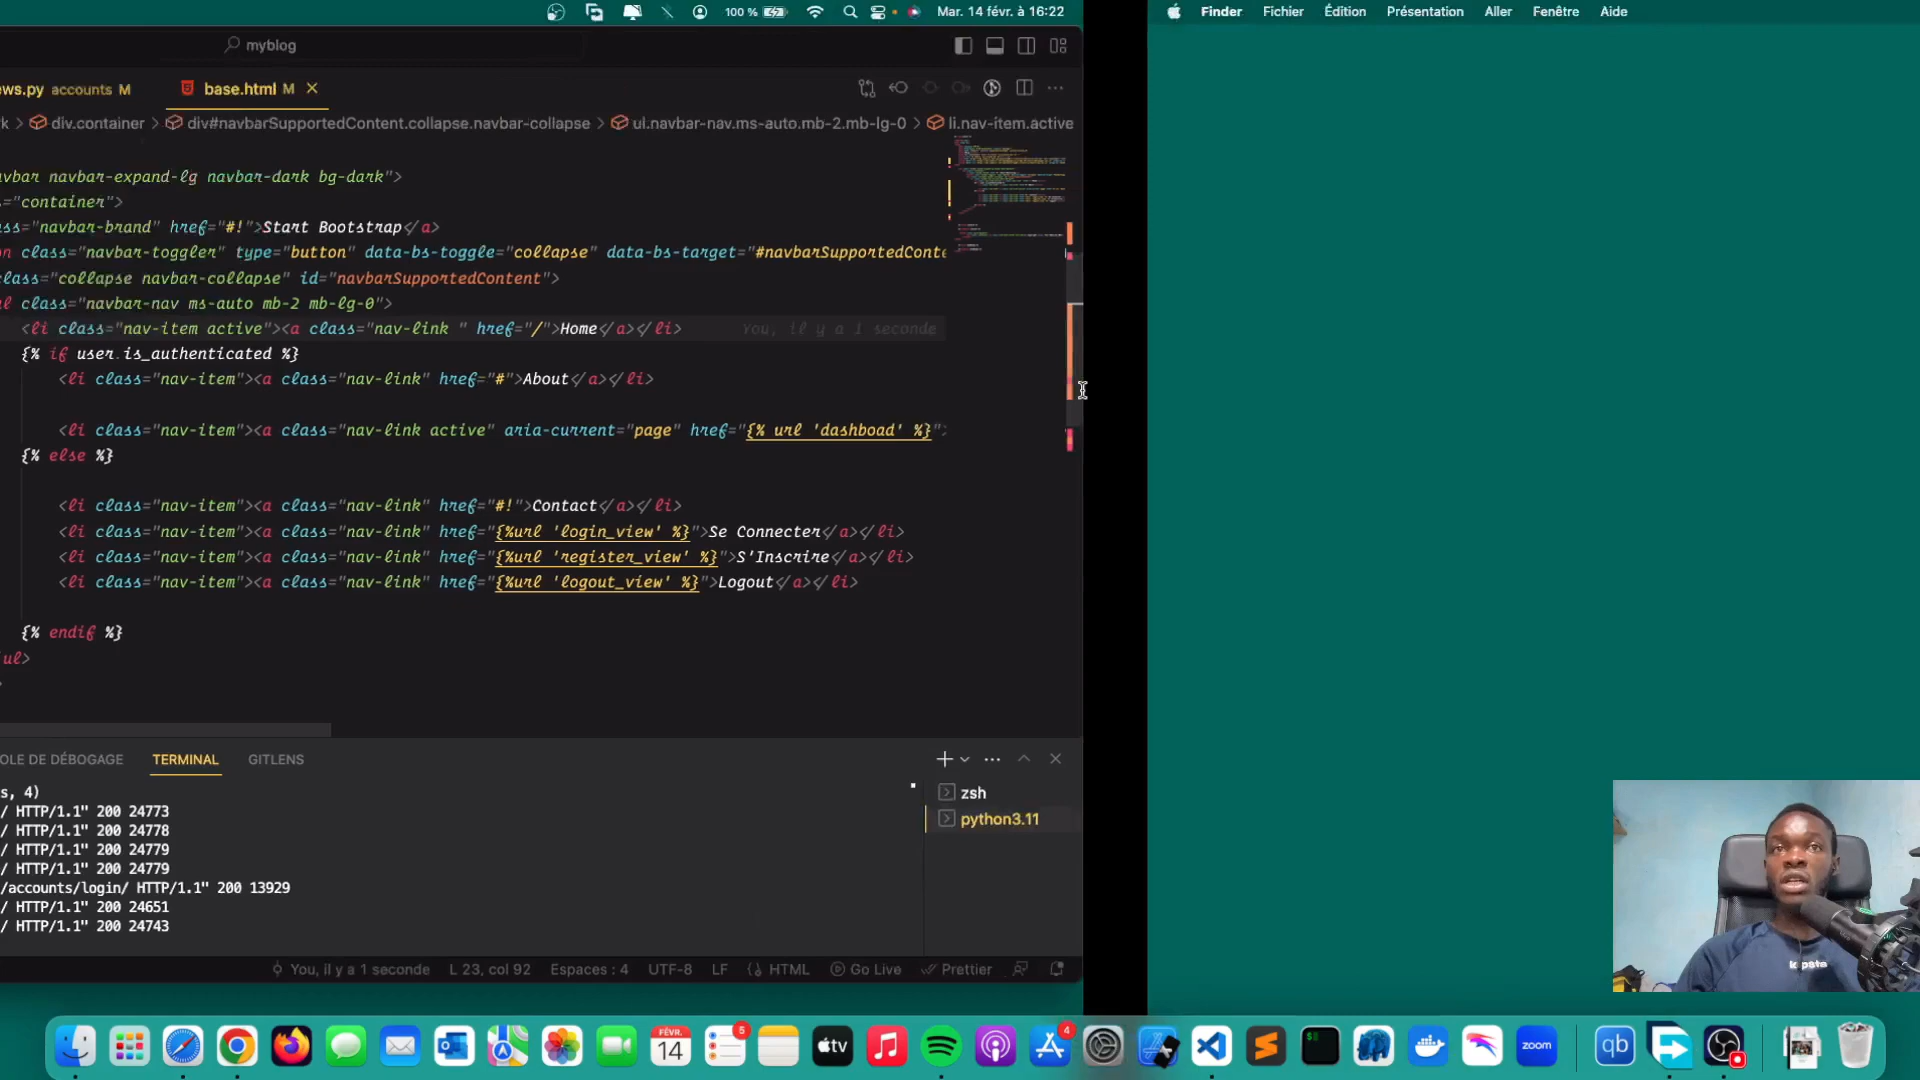 100 %
Mar. 14 févr. à 16:22
Finder Fichier Édition Présentation Aller Fenêtre Aide
myblog
ws.py accounts M
base.html M
div.container > div#navbarSupportedContent.collapse.navbar-collapse > ul.navbar-nav.ms-auto.mb-2.mb-lg-0 > li.nav-item.active
avbar navbar-expand-lg navbar-dark bg-dark">
s="container">
ss="navbar-brand" href="#!">Start Bootstrap</a>
on class="navbar-toggler" type="button" data-bs-toggle="collapse" data-bs-target="#navbarSupportedConte
class="collapse navbar-collapse" id="navbarSupportedContent">
ul class="navbar-nav ms-auto mb-2 mb-lg-0">
<li class="nav-item active"><a class="nav-link " href="/">Home</a></li> You, il y a 1 seconde
{% if user.is_authenticated %}
<li class="nav-item"><a class="nav-link" href="#">About</a></li>
<li class="nav-item"><a class="nav-link active" aria-current="page" href="{% url 'dashboad' %}">
{% else %}
<li class="nav-item"><a class="nav-link" href="#!">Contact</a></li>
<li class="nav-item"><a class="nav-link" href="{%url 'login_view' %}">Se Connecter</a></li>
<li class="nav-item"><a class="nav-link" href="{%url 'register_view' %}">S'Inscrire</a></li>
<li class="nav-item"><a class="nav-link" href="{%url 'logout_view' %}">Logout</a></li>
{% endif %}
ul>
OLE DE DÉBOGAGE TERMINAL GITLENS
s, 4)
/ HTTP/1.1" 200 24773
/ HTTP/1.1" 200 24778
/ HTTP/1.1" 200 24779
/ HTTP/1.1" 200 24779
/accounts/login/ HTTP/1.1" 200 13929
/ HTTP/1.1" 200 24651
/ HTTP/1.1" 200 24743
zsh
python3.11
You, il y a 1 seconde L 23, col 92 Espaces : 4 UTF-8 LF HTML Go Live Prettier
FÉVR.
14
5
tv
4
zoom
qb